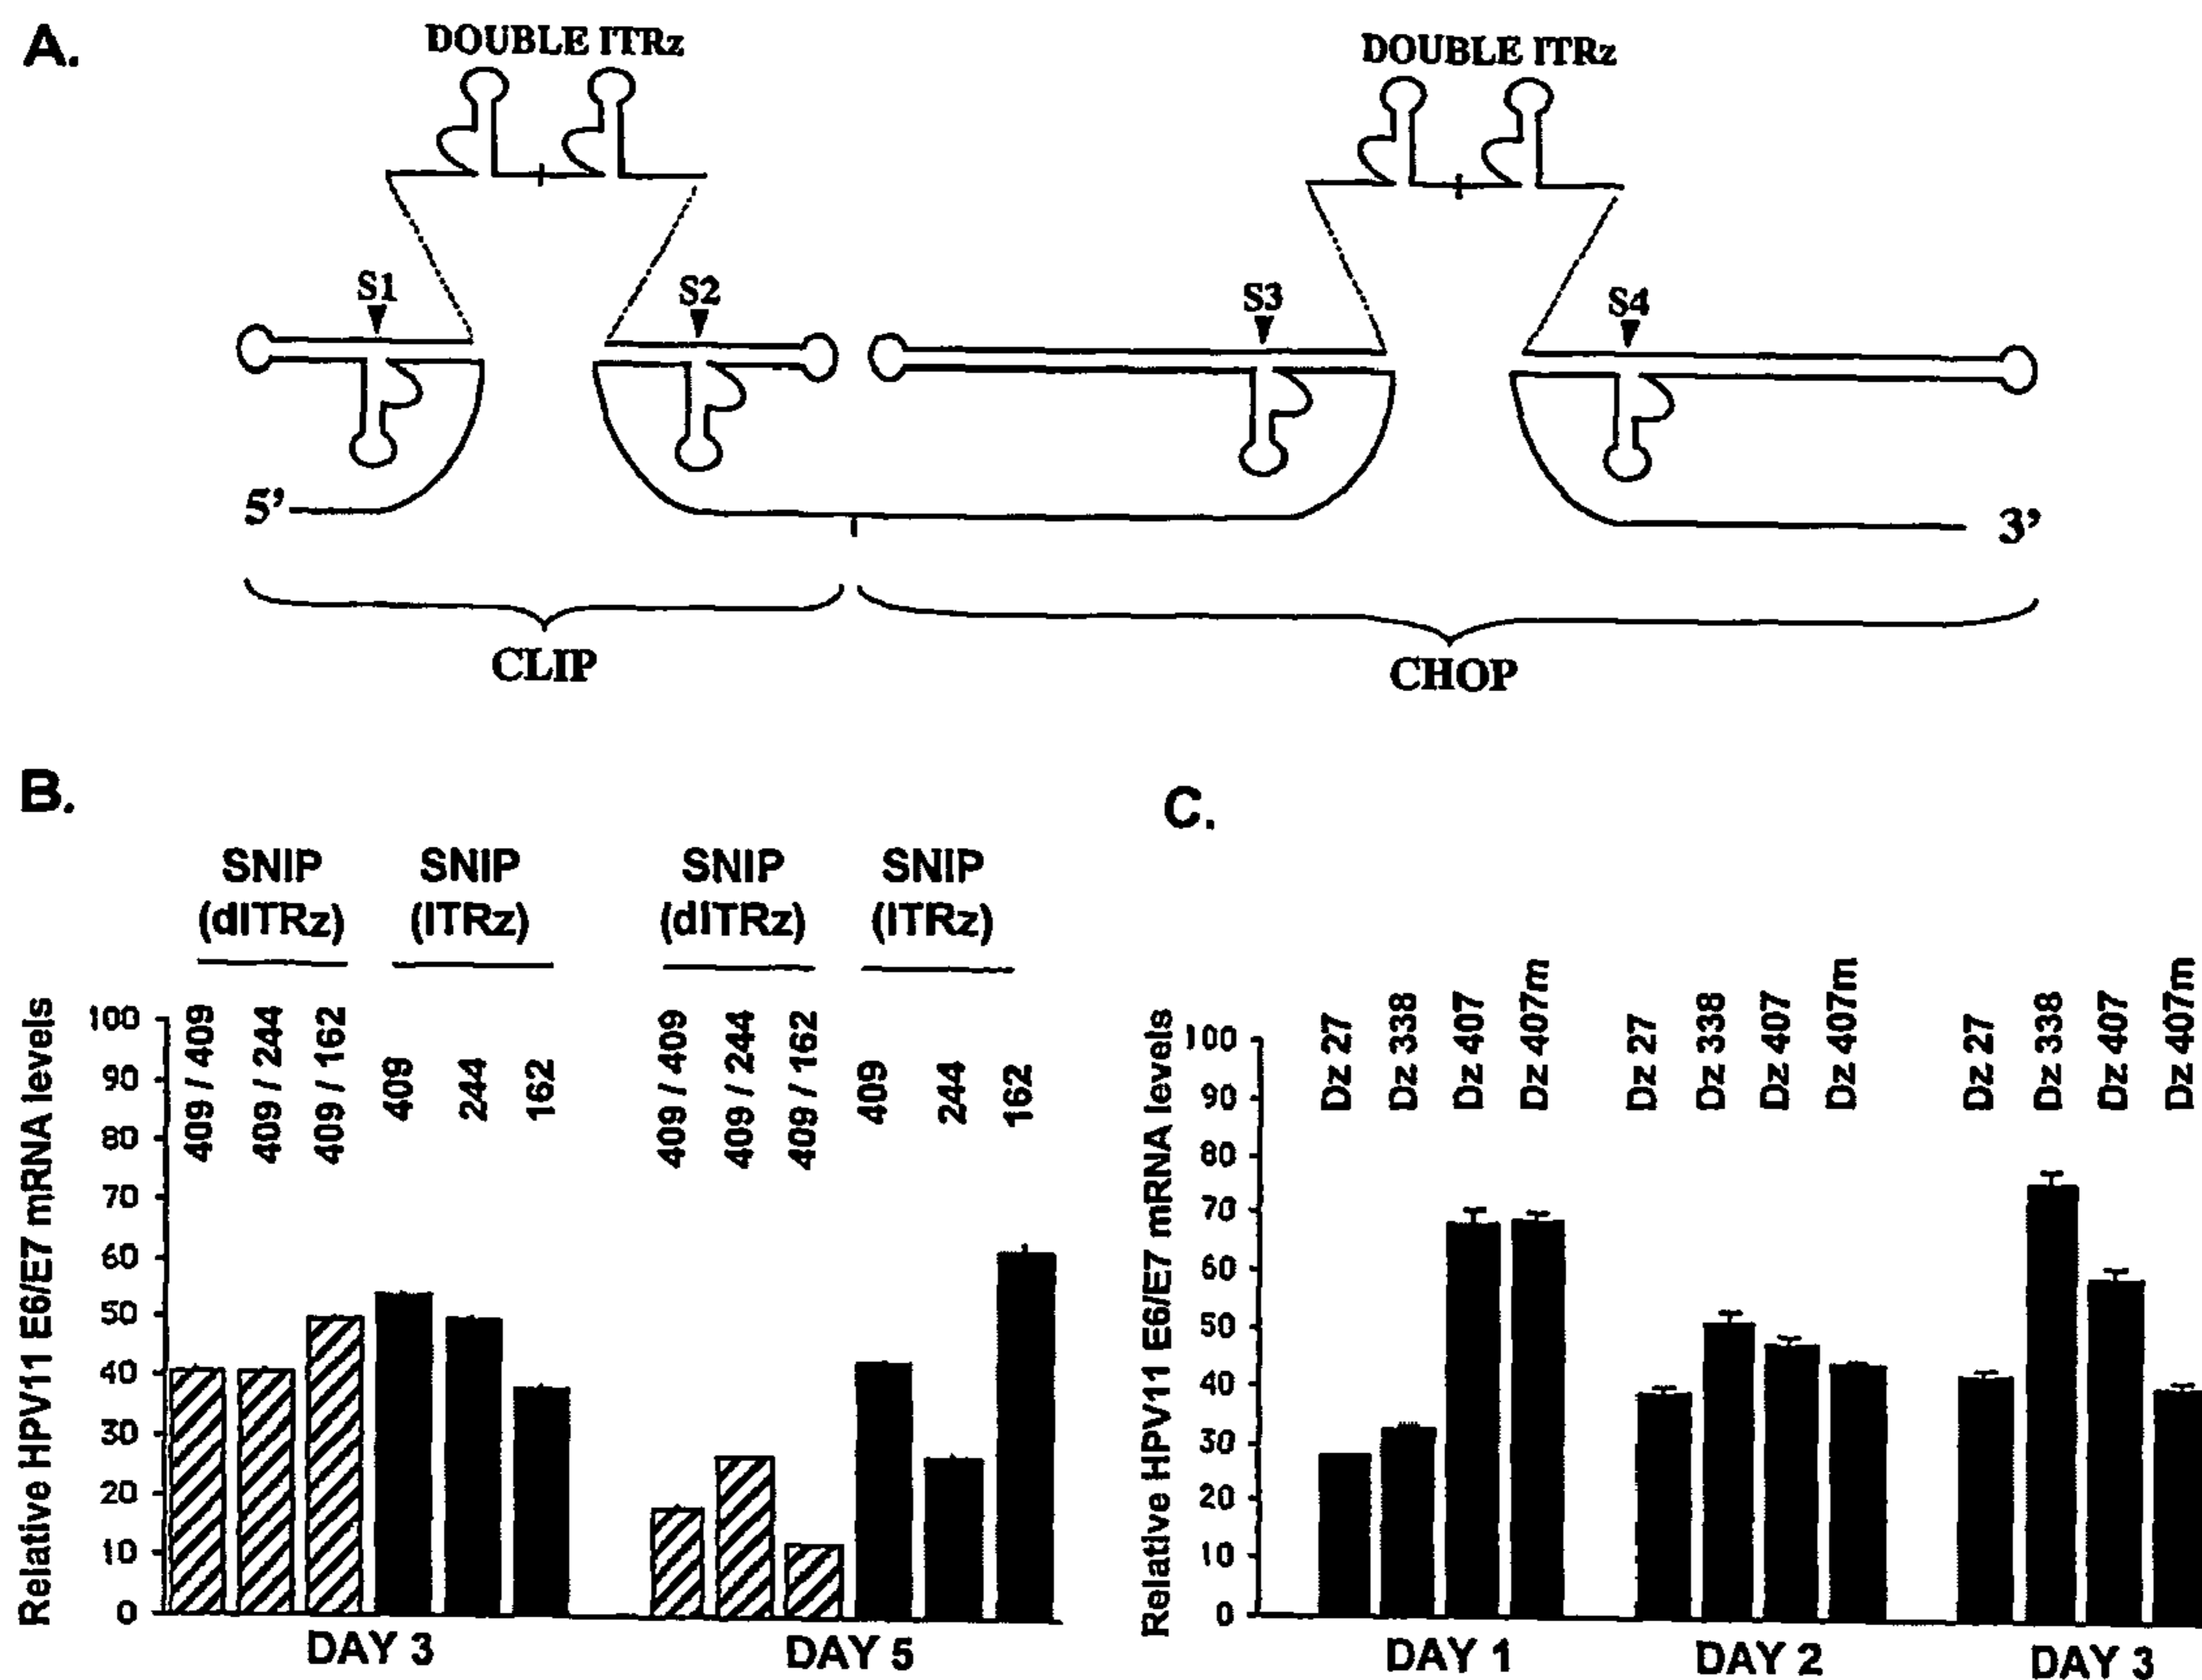 A.
DOUBLE ITRz
DOUBLE ITRz
S1
S2
S3
S4
5’
3’
CLIP
CHOP
B.
SNIP
(dITRz)
SNIP
(ITRz)
SNIP
(dITRz)
SNIP
(ITRz)
409 / 409
409 / 244
409 / 162
409
244
162
409 / 409
409 / 244
409 / 162
409
244
162
Relative HPV11 E6/E7 mRNA levels
100
90
80
70
60
50
40
30
20
10
0
DAY 3
DAY 5
C.
Dz 27
Dz 338
Dz 407
Dz 407m
Dz 27
Dz 338
Dz 407
Dz 407m
Dz 27
Dz 338
Dz 407
Dz 407m
Relative HPV11 E6/E7 mRNA levels
100
90
80
70
60
50
40
30
20
10
0
DAY 1
DAY 2
DAY 3